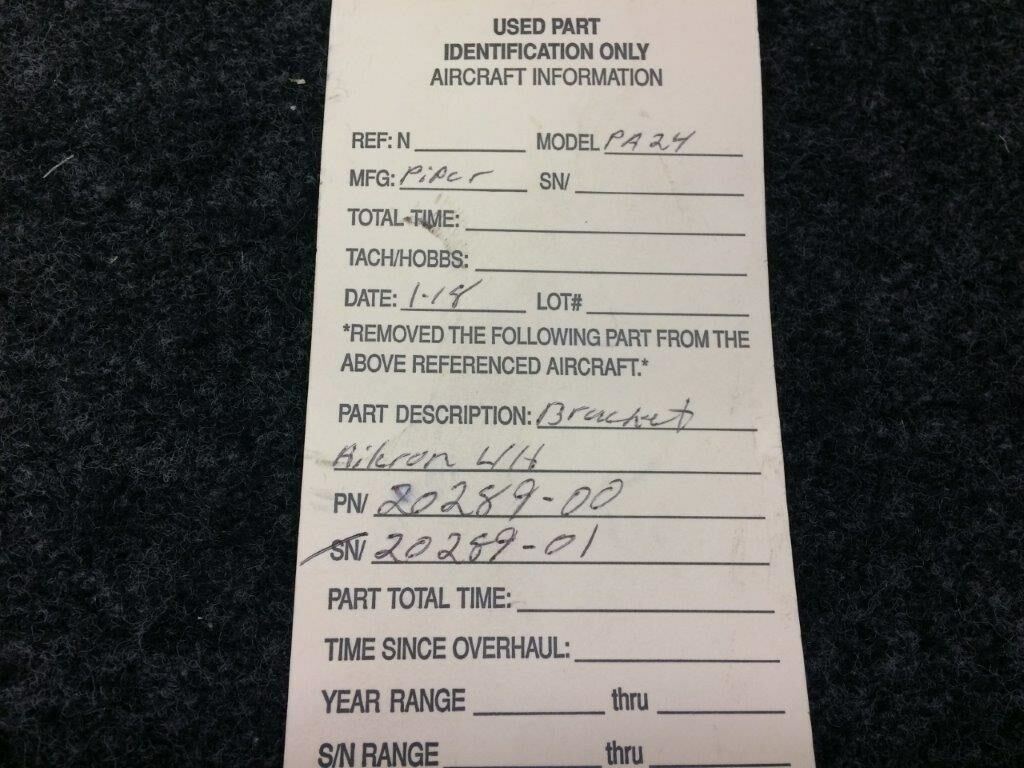 USED PART
IDENTIFICATION ONLY
AIRCRAFT INFORMATION
REF: N MODEL PA24
MFG: PiPer SN/
TOTAL TIME:
TACH/HOBBS:
DATE: 1-18 LOT#
*REMOVED THE FOLLOWING PART FROM THE
ABOVE REFERENCED AIRCRAFT.*
PART DESCRIPTION: Bracket
Aileron L/H
PN/ 20289-00
SN/ 20289-01
PART TOTAL TIME:
TIME SINCE OVERHAUL:
YEAR RANGE thru
S/N RANGE thru